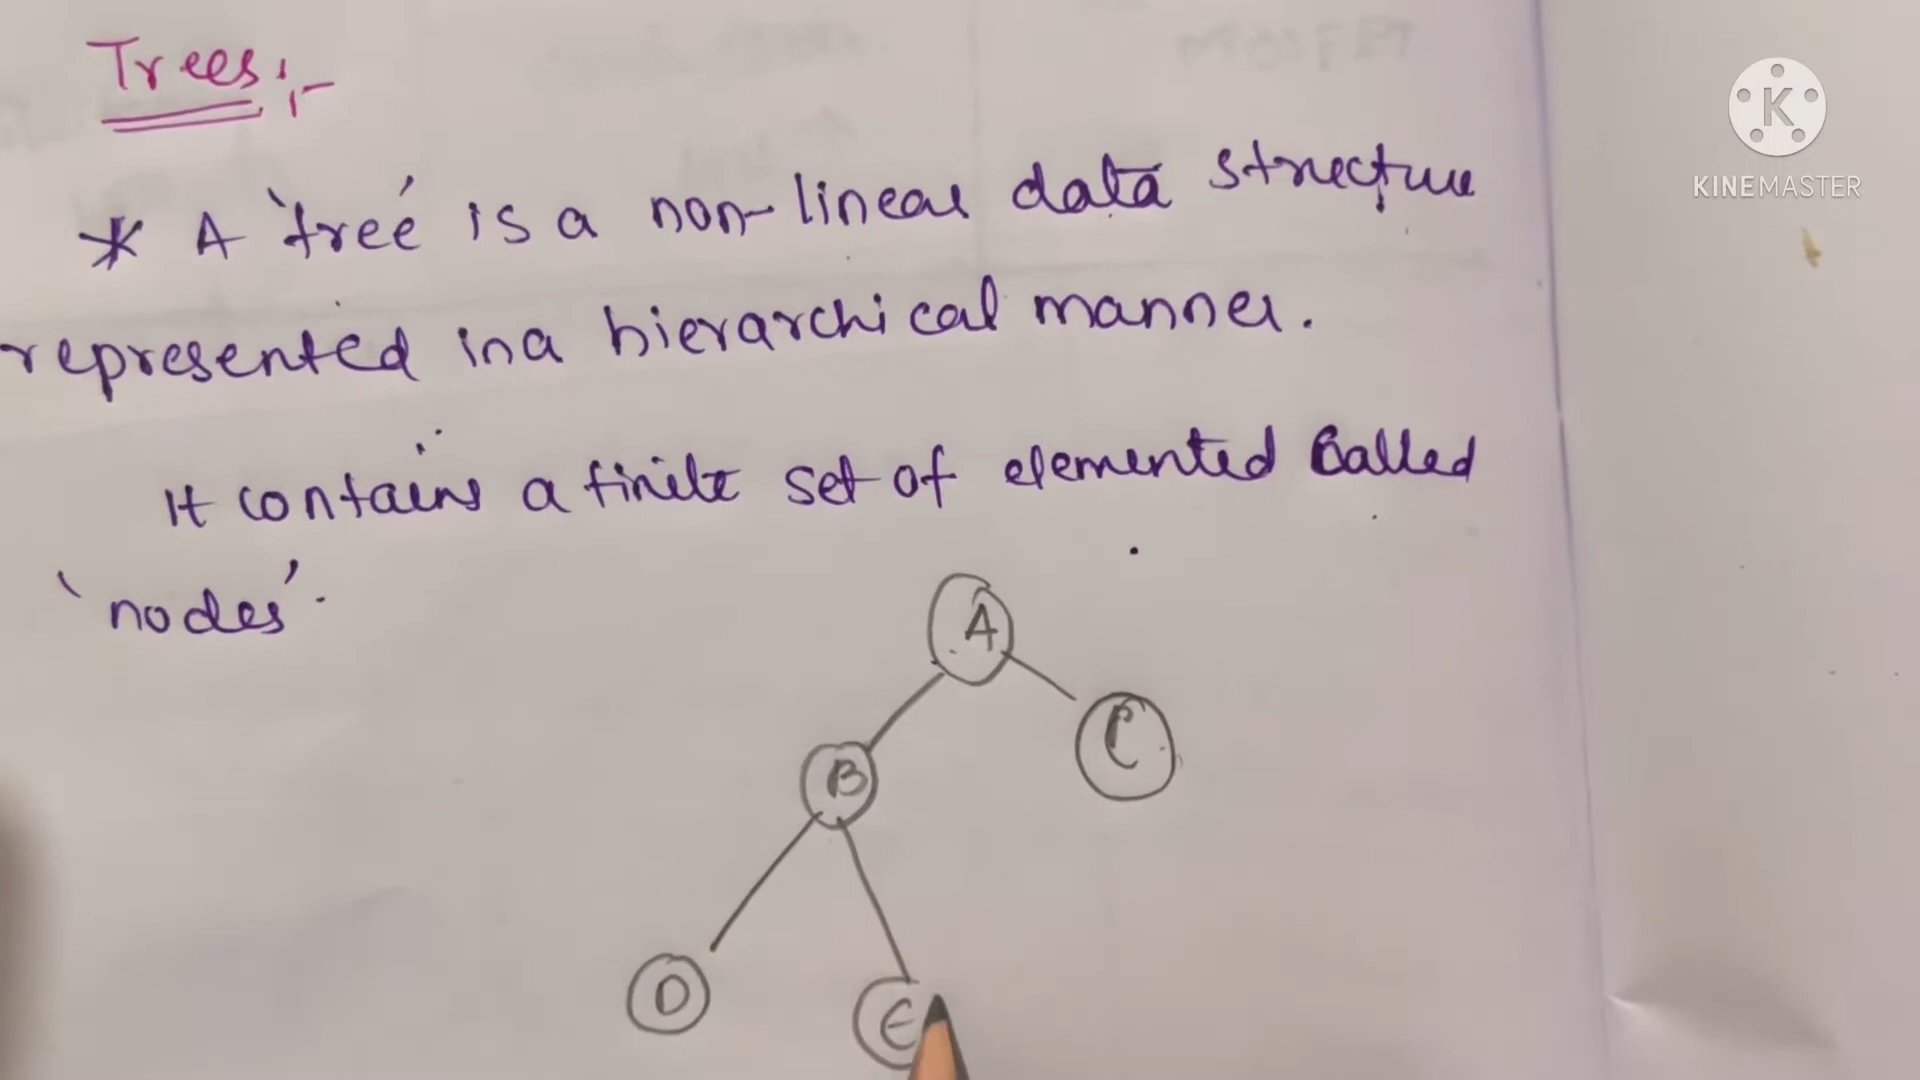 Trees:-
* A 'tree' is a non-linear data structure
represented in a hierarchical manner.
It contains a finite set of elemented called
'nodes'.
A
C
B
D
E
K
KINEMASTER